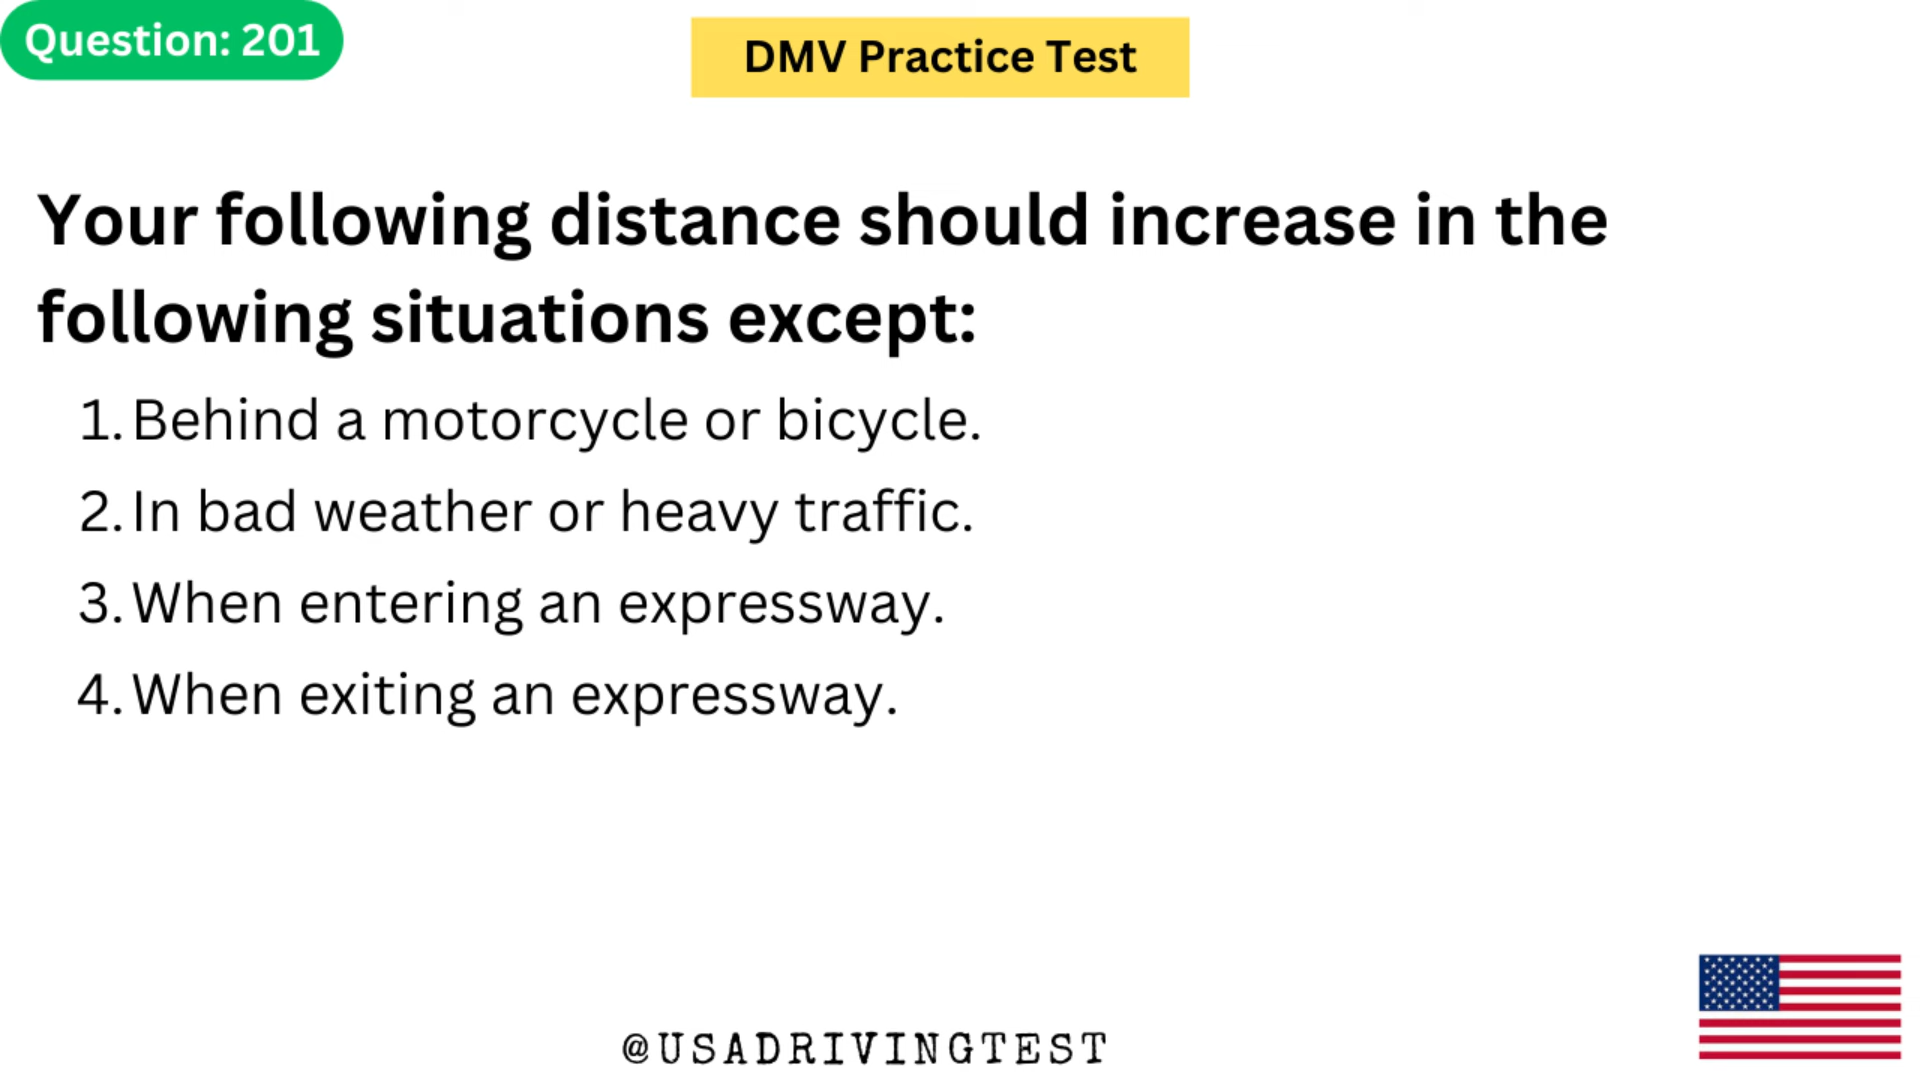 Question: 201
DMV Practice Test
Your following distance should increase in the
following situations except:
1. Behind a motorcycle or bicycle.
2. In bad weather or heavy traffic.
3. When entering an expressway.
4. When exiting an expressway.
@USADRIVINGTEST